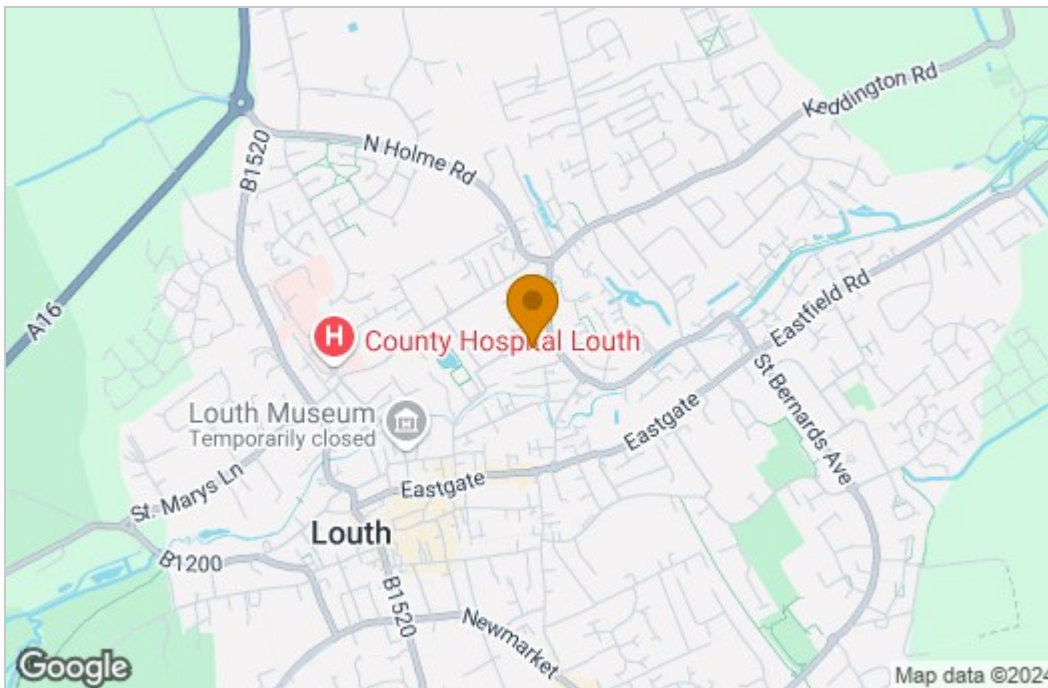 Keddington Rd
N Holme Rd
B1520
A16
Eastfield Rd
H
County Hospital Louth
St Bernards Ave
Louth Museum
Temporarily closed
Eastgate
St. Marys Ln
Eastgate
Louth
B1200
B1520
Newmarket
Google
Map data ©2024